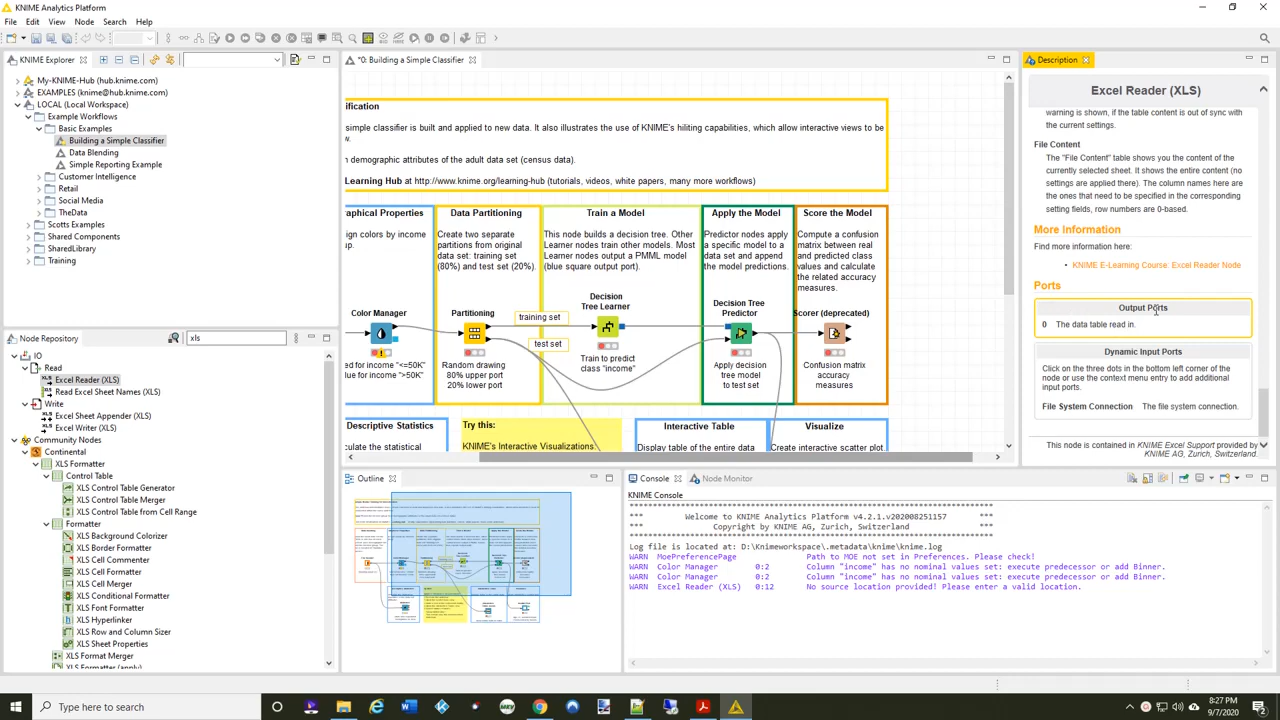 KNIME Analytics Platform
File Edit View Node Search Help
KNIME Explorer
My-KNIME-Hub (hub.knime.com)
EXAMPLES (knime@hub.knime.com)
LOCAL (Local Workspace)
Example Workflows
Basic Examples
Building a Simple Classifier
Data Blending
Simple Reporting Example
Customer Intelligence
Retail
Social Media
TheData
Scotts Examples
Shared Components
SharedLibrary
Training
Node Repository
xls
IO
Read
Excel Reader (XLS)
Read Excel Sheet Names (XLS)
Write
Excel Sheet Appender (XLS)
Excel Writer (XLS)
Community Nodes
Continental
XLS Formatter
Control Table
XLS Control Table Generator
XLS Control Table Merger
XLS Control Table from Cell Range
Formatter
XLS Background Colorizer
XLS Border Formatter
XLS Cell Commenter
XLS Cell Formatter
XLS Cell Merger
XLS Conditional Formatter
XLS Font Formatter
XLS Hyperlinker
XLS Row and Column Sizer
XLS Sheet Properties
XLS Format Merger
XLS Formatter (apply)
*0: Building a Simple Classifier
ification
simple classifier is built and applied to new data. It also illustrates the use of KNIME's hiliting capabilities, which allow interactive views to be
w.
n demographic attributes of the adult data set (census data).
Learning Hub at http://www.knime.org/learning-hub (tutorials, videos, white papers, many more workflows)
raphical Properties
ign colors by income
up.
Color Manager
ed for income "<=50K"
lue for income ">50K"
Data Partitioning
Create two separate
partitions from original
data set: training set
(80%) and test set (20%).
Partitioning
Random drawing
80% upper port
20% lower port
training set
test set
Train a Model
This node builds a decision tree. Other
Learner nodes train other models. Most
Learner nodes output a PMML model
(blue square output port).
Decision
Tree Learner
Train to predict
class "income"
Apply the Model
Predictor nodes apply
a specific model to a
data set and append
the model predictions.
Decision Tree
Predictor
Apply decision
tree model
to test set
Score the Model
Compute a confusion
matrix between real
and predicted class
values and calculate
the related accuracy
measures.
Scorer (deprecated)
Confusion matrix
accuracy
measures
Descriptive Statistics
culate the statistical
Try this:
KNIME's Interactive Visualizations:
Interactive Table
Display table of the entire data
Visualize
Create interactive scatter plot
Outline
Console
Node Monitor
KNIME Console
********************************************************************************
*** Welcome to KNIME Analytics Platform v4.2.1.v202008251157 ***
*** Copyright by KNIME AG, Zurich, Switzerland ***
********************************************************************************
Log file is located at: D:\Knimeworkspace\.metadata\knime\knime.log
WARN MoePreferencePage Path to MOE not set in Preferences. Please check!
WARN Color Manager 0:2 Column "income" has no nominal values set: execute predecessor or add Binner.
WARN Color Manager 0:2 Column "income" has no nominal values set: execute predecessor or add Binner.
WARN Excel Reader (XLS) 0:12 No source location provided! Please enter a valid location.
Description
Excel Reader (XLS)
warning is shown, if the table content is out of sync with
the current settings.
File Content
The "File Content" table shows you the content of the
currently selected sheet. It shows the entire content (no
settings are applied there). The column names here are
the ones that need to be specified in the corresponding
setting fields, row numbers are 0-based.
More Information
Find more information here:
• KNIME E-Learning Course: Excel Reader Node
Ports
Output Ports
0 The data table read in.
Dynamic Input Ports
Click on the three dots in the bottom left corner of the
node or use the context menu entry to add additional
input ports.
File System Connection The file system connection.
This node is contained in KNIME Excel Support provided by
KNIME AG, Zurich, Switzerland.
Type here to search
8:27 PM
9/7/2020